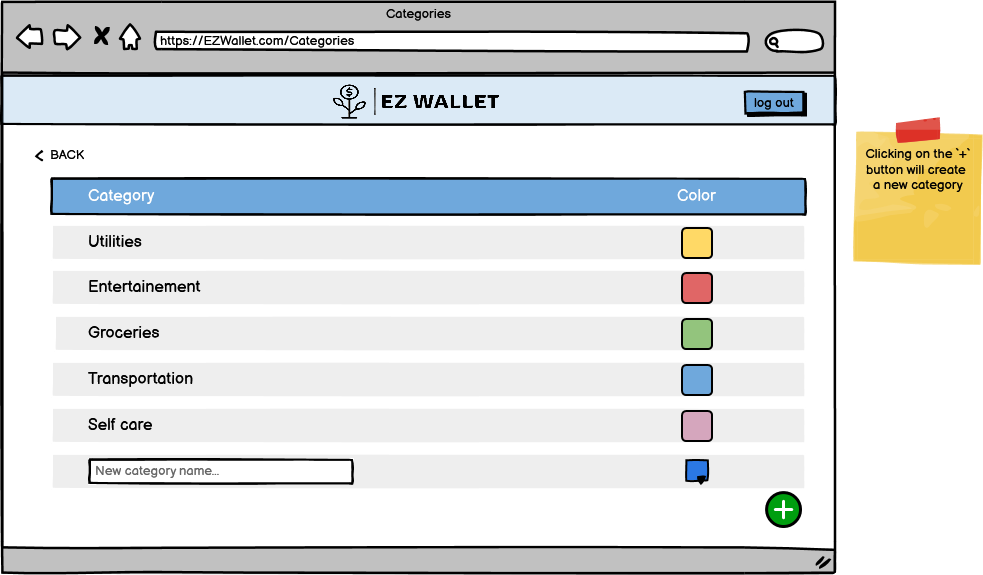 Categories
https://EZWallet.com/Categories
$
EZ WALLET
log out
BACK
Category Color
Utilities
Entertainement
Groceries
Transportation
Self care
New category name...
Clicking on the `+`
button will create
a new category